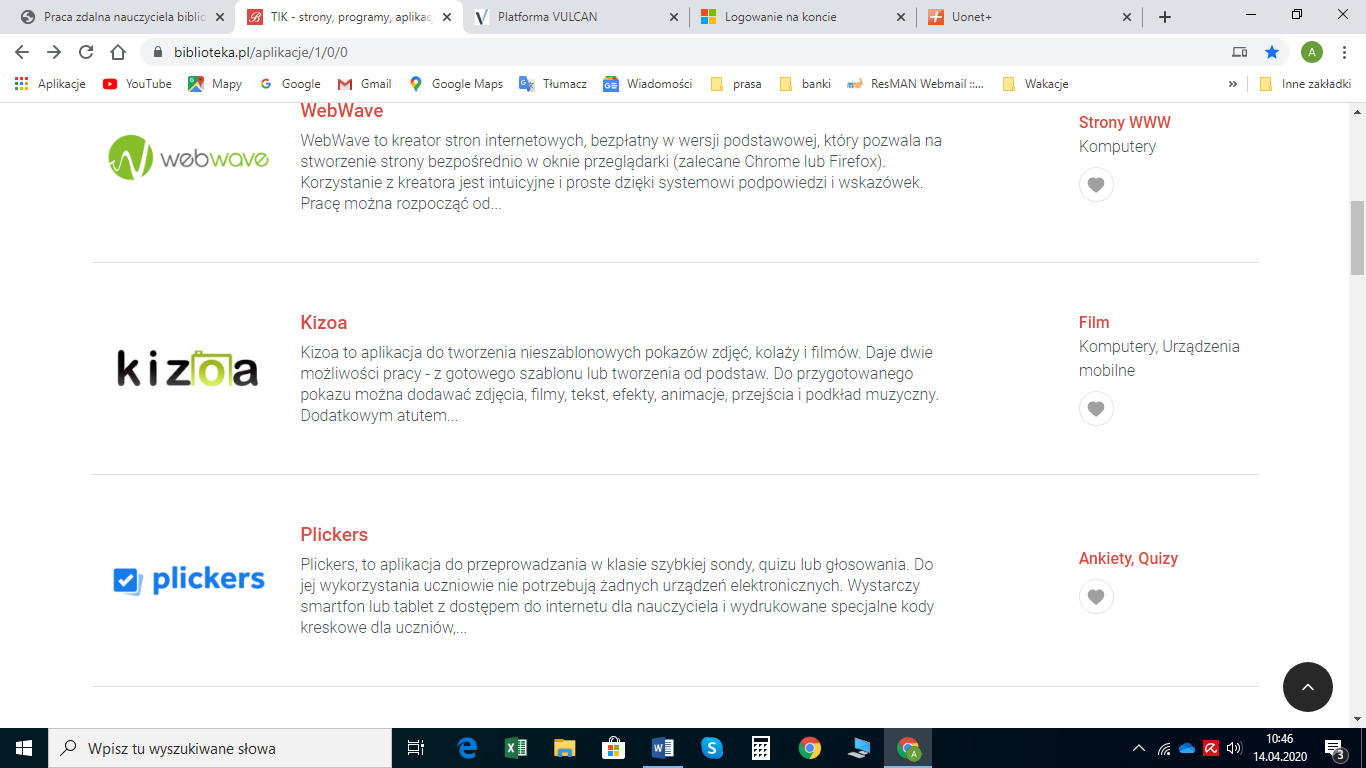 Praca zdalna nauczyciela biblio
TIK - strony, programy, aplikac
Platforma VULCAN
Logowanie na koncie
Uonet+
biblioteka.pl/aplikacje/1/0/0
A
Aplikacje
YouTube
Mapy
Google
Gmail
Google Maps
Tłumacz
Wiadomości
prasa
banki
ResMAN Webmail ::...
Wakacje
»
Inne zakładki
webwave
WebWave
WebWave to kreator stron internetowych, bezpłatny w wersji podstawowej, który pozwala na
stworzenie strony bezpośrednio w oknie przeglądarki (zalecane Chrome lub Firefox).
Korzystanie z kreatora jest intuicyjne i proste dzięki systemowi podpowiedzi i wskazówek.
Pracę można rozpocząć od...
Strony WWW
Komputery
kizoa
Kizoa
Kizoa to aplikacja do tworzenia nieszablonowych pokazów zdjęć, kolaży i filmów. Daje dwie
możliwości pracy - z gotowego szablonu lub tworzenia od podstaw. Do przygotowanego
pokazu można dodawać zdjęcia, filmy, tekst, efekty, animacje, przejścia i podkład muzyczny.
Dodatkowym atutem...
Film
Komputery, Urządzenia
mobilne
plickers
Plickers
Plickers, to aplikacja do przeprowadzania w klasie szybkiej sondy, quizu lub głosowania. Do
jej wykorzystania uczniowie nie potrzebują żadnych urządzeń elektronicznych. Wystarczy
smartfon lub tablet z dostępem do internetu dla nauczyciela i wydrukowane specjalne kody
kreskowe dla uczniów,...
Ankiety, Quizy
Wpisz tu wyszukiwane słowa
10:46
14.04.2020
3